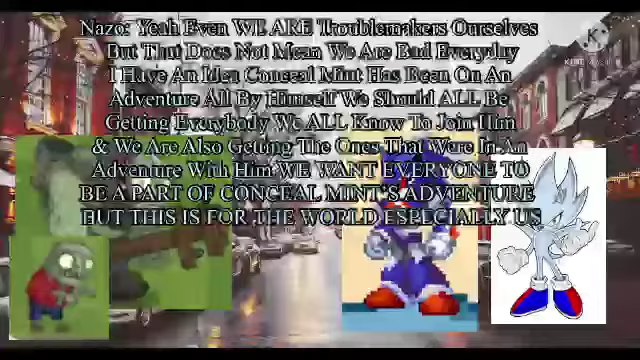 Nazo: Yeah Even WE ARE Troublemakers Ourselves
But That Does Not Mean We Are Bad Everyday
I Have An Idea Conceal Mint Has Been On An
Adventure All By Himself We Should ALL Be
Getting Everybody We ALL Know To Join Him
& We Are Also Getting The Ones That Were In An
Adventure With Him WE WANT EVERYONE TO
BE A PART OF CONCEAL MINT'S ADVENTURE
BUT THIS IS FOR THE WORLD ESPECIALLY US